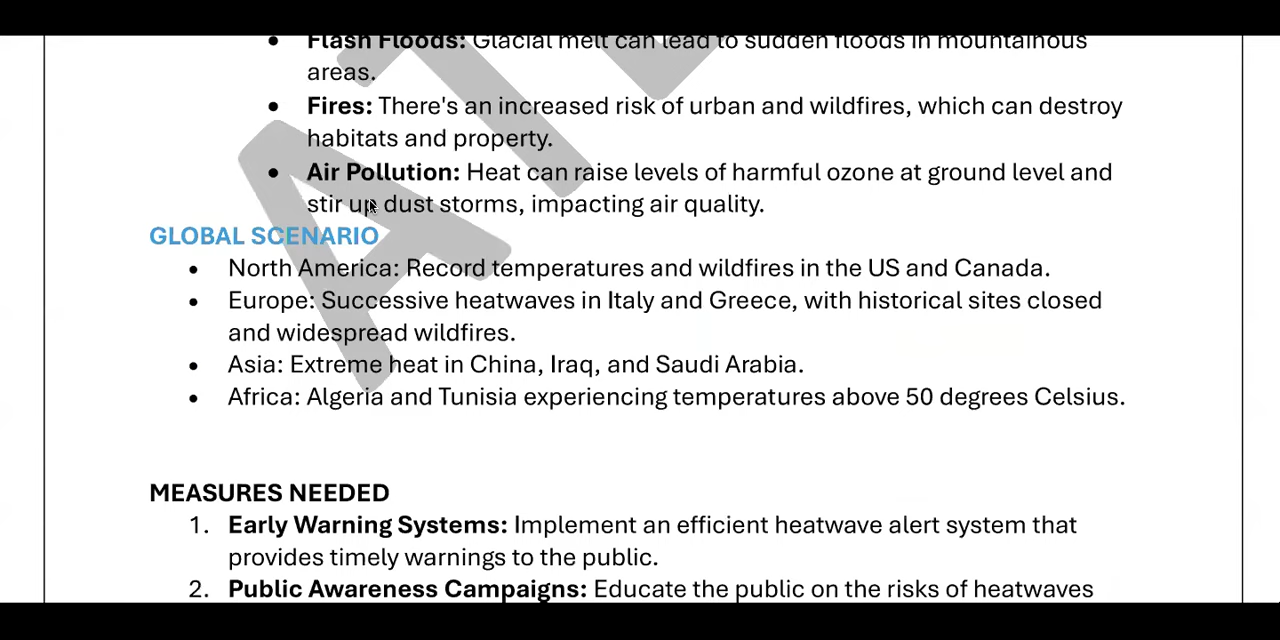 • Flash Floods: Glacial melt can lead to sudden floods in mountainous
areas.
• Fires: There's an increased risk of urban and wildfires, which can destroy
habitats and property.
• Air Pollution: Heat can raise levels of harmful ozone at ground level and
stir up dust storms, impacting air quality.
GLOBAL SCENARIO
• North America: Record temperatures and wildfires in the US and Canada.
• Europe: Successive heatwaves in Italy and Greece, with historical sites closed
and widespread wildfires.
• Asia: Extreme heat in China, Iraq, and Saudi Arabia.
• Africa: Algeria and Tunisia experiencing temperatures above 50 degrees Celsius.
MEASURES NEEDED
1. Early Warning Systems: Implement an efficient heatwave alert system that
provides timely warnings to the public.
2. Public Awareness Campaigns: Educate the public on the risks of heatwaves